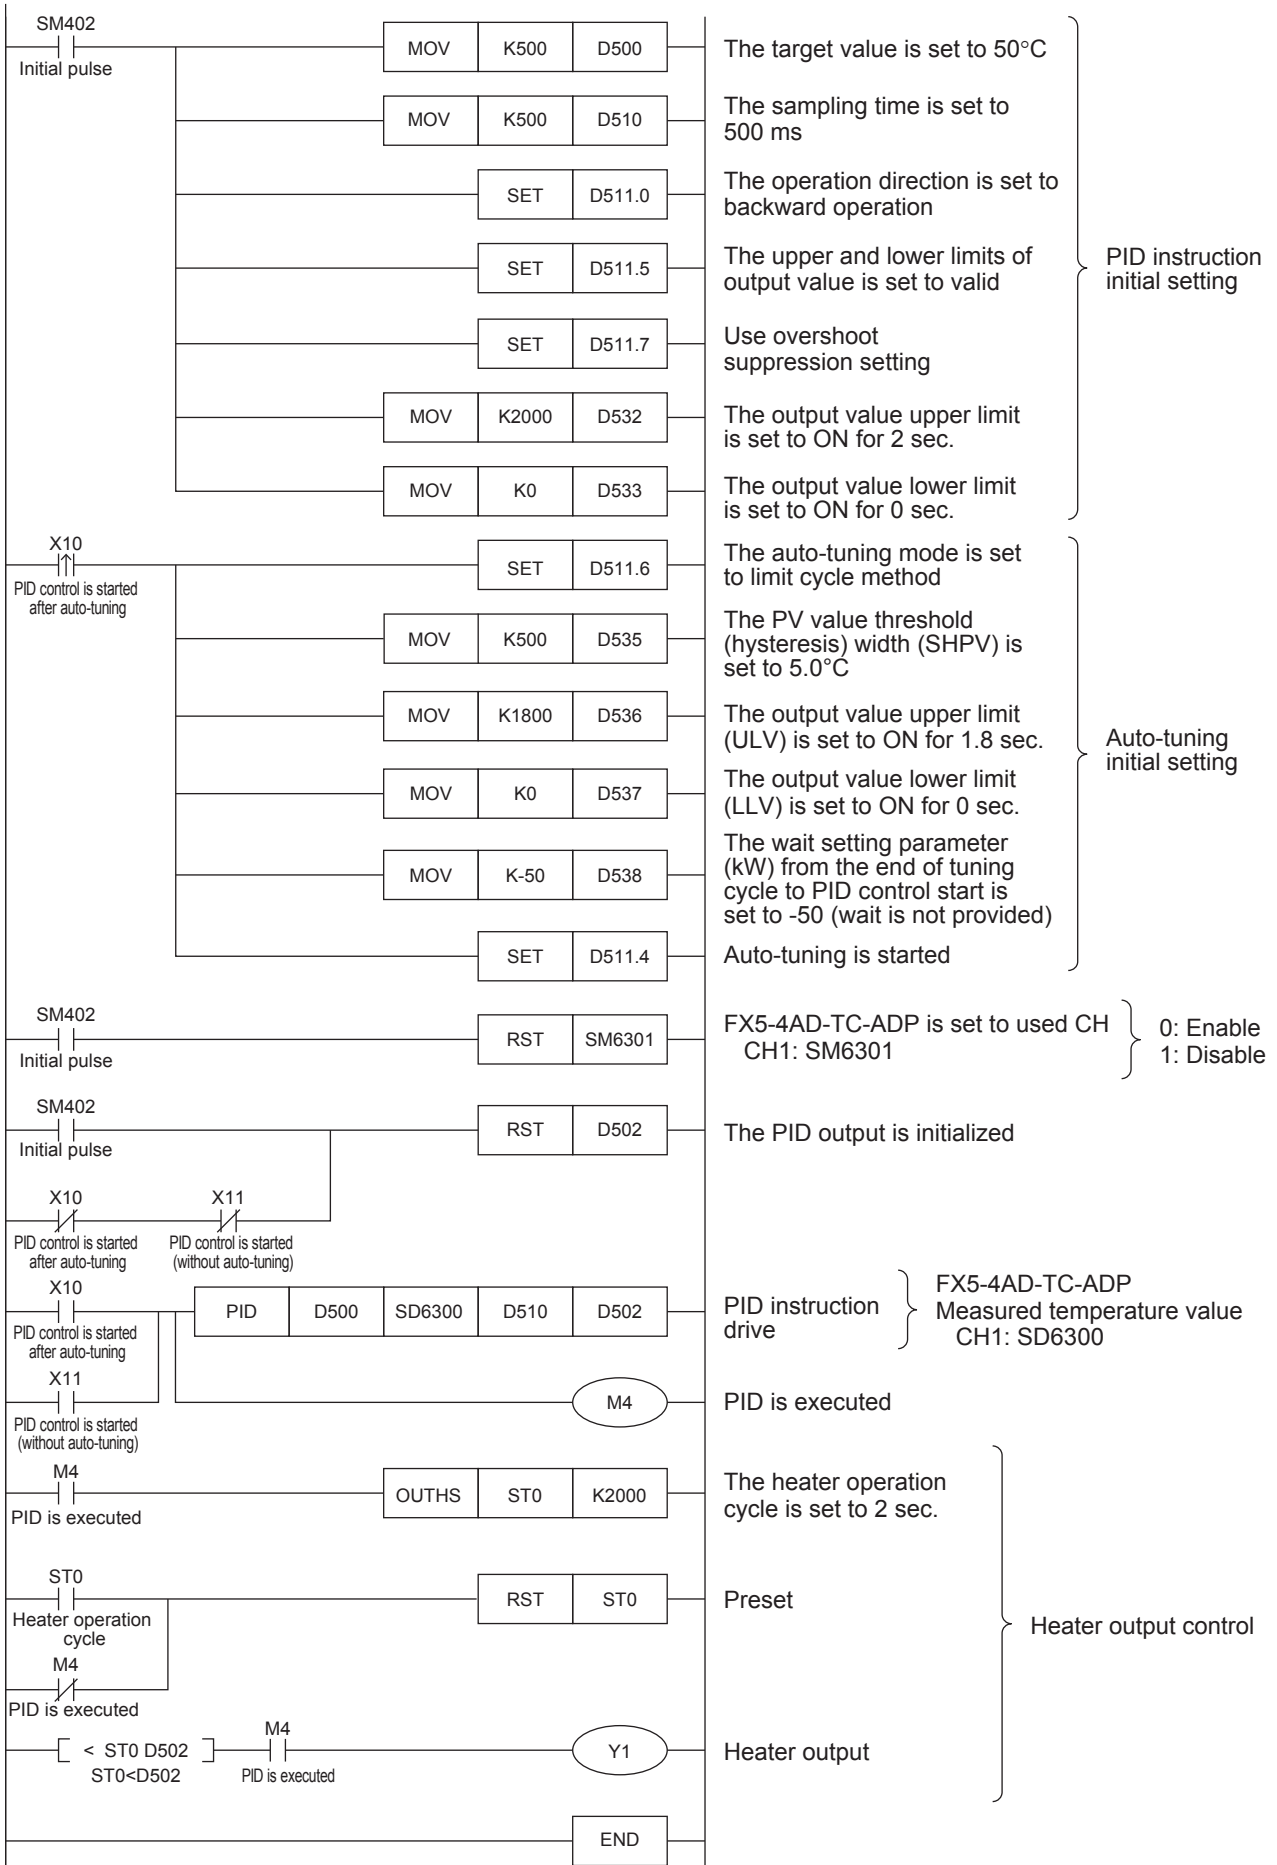 SM402
Initial pulse
MOV K500 D500
The target value is set to 50°C
MOV K500 D510
The sampling time is set to
500 ms
SET D511.0
The operation direction is set to
backward operation
SET D511.5
The upper and lower limits of
output value is set to valid
PID instruction
initial setting
SET D511.7
Use overshoot
suppression setting
MOV K2000 D532
The output value upper limit
is set to ON for 2 sec.
MOV K0 D533
The output value lower limit
is set to ON for 0 sec.
X10
PID control is started
after auto-tuning
SET D511.6
The auto-tuning mode is set
to limit cycle method
MOV K500 D535
The PV value threshold
(hysteresis) width (SHPV) is
set to 5.0°C
MOV K1800 D536
The output value upper limit
(ULV) is set to ON for 1.8 sec.
Auto-tuning
initial setting
MOV K0 D537
The output value lower limit
(LLV) is set to ON for 0 sec.
MOV K-50 D538
The wait setting parameter
(kW) from the end of tuning
cycle to PID control start is
set to -50 (wait is not provided)
SET D511.4
Auto-tuning is started
SM402
Initial pulse
RST SM6301
FX5-4AD-TC-ADP is set to used CH
CH1: SM6301
0: Enable
1: Disable
SM402
Initial pulse
RST D502
The PID output is initialized
X10
PID control is started
after auto-tuning
X11
PID control is started
(without auto-tuning)
X10
PID control is started
after auto-tuning
PID D500 SD6300 D510 D502
PID instruction
drive
FX5-4AD-TC-ADP
Measured temperature value
CH1: SD6300
X11
PID control is started
(without auto-tuning)
M4
PID is executed
M4
PID is executed
OUTHS ST0 K2000
The heater operation
cycle is set to 2 sec.
ST0
Heater operation
cycle
RST ST0
Preset
Heater output control
M4
PID is executed
< ST0 D502
ST0<D502
M4
PID is executed
Y1
Heater output
END